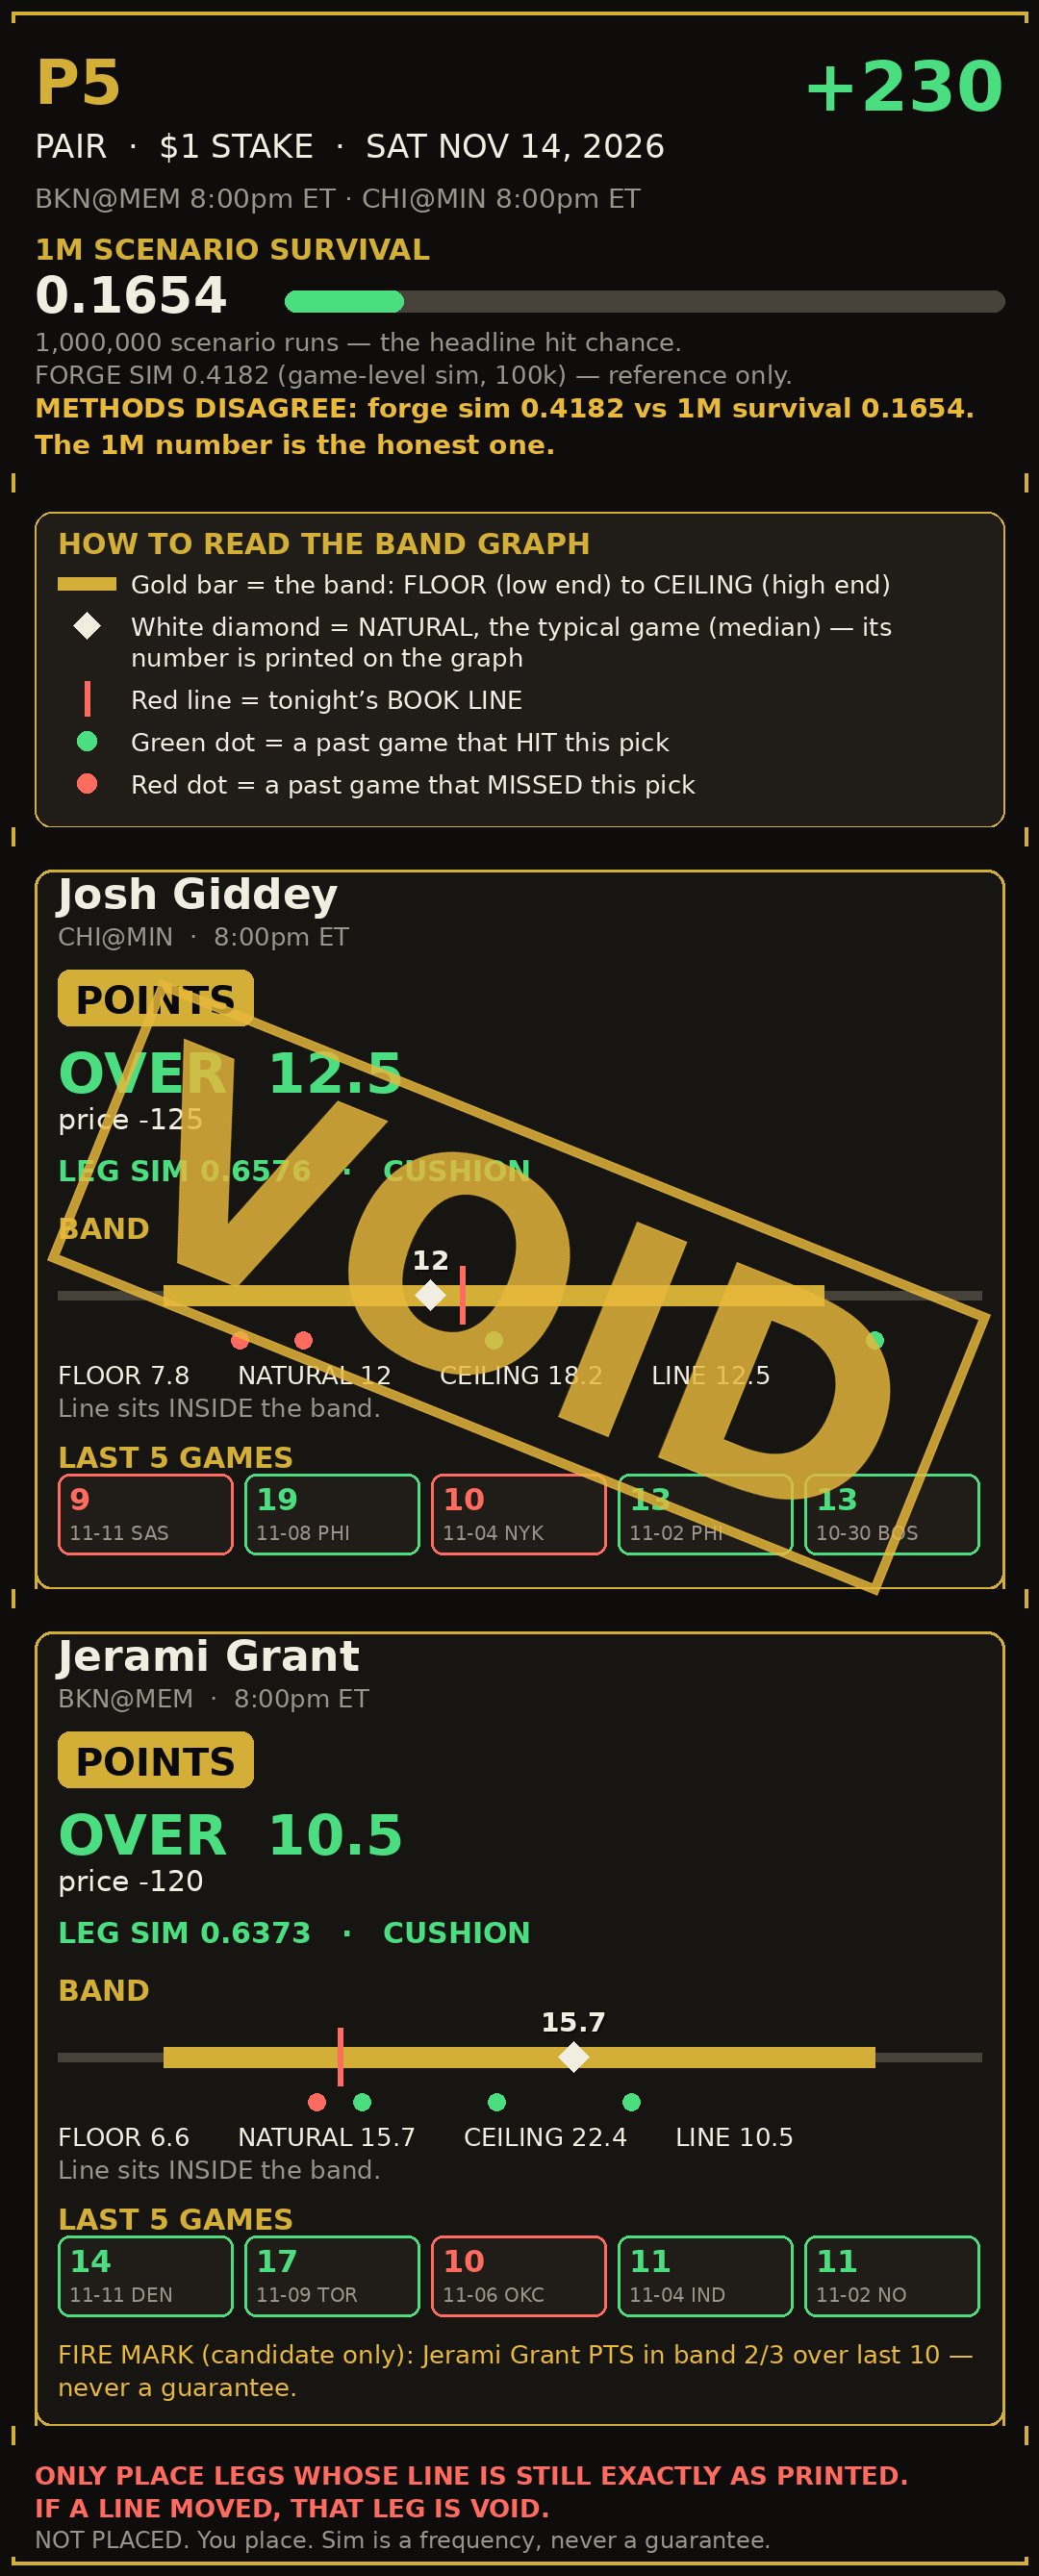 P5
+230
PAIR · $1 STAKE · SAT NOV 14, 2026
BKN@MEM 8:00pm ET · CHI@MIN 8:00pm ET
1M SCENARIO SURVIVAL
0.1654
1,000,000 scenario runs — the headline hit chance.
FORGE SIM 0.4182 (game-level sim, 100k) — reference only.
METHODS DISAGREE: forge sim 0.4182 vs 1M survival 0.1654.
The 1M number is the honest one.
HOW TO READ THE BAND GRAPH
Gold bar = the band: FLOOR (low end) to CEILING (high end)
White diamond = NATURAL, the typical game (median) — its
number is printed on the graph
Red line = tonight’s BOOK LINE
Green dot = a past game that HIT this pick
Red dot = a past game that MISSED this pick
Josh Giddey
CHI@MIN · 8:00pm ET
POINTS
OVER 12.5
price -125
LEG SIM 0.6576 · CUSHION
BAND
12
VOID
FLOOR 7.8 NATURAL 12 CEILING 18.2 LINE 12.5
Line sits INSIDE the band.
LAST 5 GAMES
9 19 10 13 13
11-11 SAS 11-08 PHI 11-04 NYK 11-02 PHI 10-30 BOS
Jerami Grant
BKN@MEM · 8:00pm ET
POINTS
OVER 10.5
price -120
LEG SIM 0.6373 · CUSHION
BAND
15.7
FLOOR 6.6 NATURAL 15.7 CEILING 22.4 LINE 10.5
Line sits INSIDE the band.
LAST 5 GAMES
14 17 10 11 11
11-11 DEN 11-09 TOR 11-06 OKC 11-04 IND 11-02 NO
FIRE MARK (candidate only): Jerami Grant PTS in band 2/3 over last 10 —
never a guarantee.
ONLY PLACE LEGS WHOSE LINE IS STILL EXACTLY AS PRINTED.
IF A LINE MOVED, THAT LEG IS VOID.
NOT PLACED. You place. Sim is a frequency, never a guarantee.